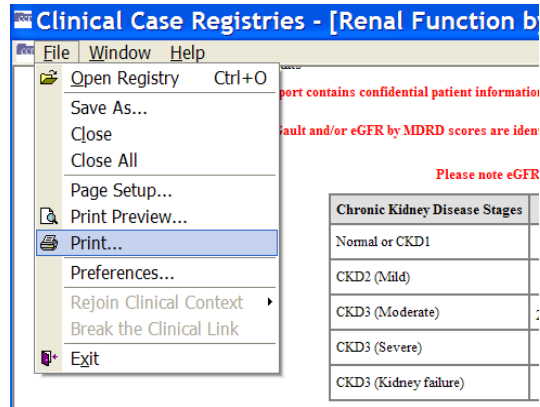 Clinical Case Registries - [Renal Function b
File Window Help
Open Registry Ctrl+O
Save As...
Close
Close All
Page Setup...
Print Preview...
Print...
Preferences...
Rejoin Clinical Context
Break the Clinical Link
Exit
port contains confidential patient informatio
Gault and/or eGFR by MDRD scores are iden
Please note eGFR
Chronic Kidney Disease Stages
Normal or CKD1
CKD2 (Mild)
CKD3 (Moderate)
2
CKD3 (Severe)
CKD3 (Kidney failure)